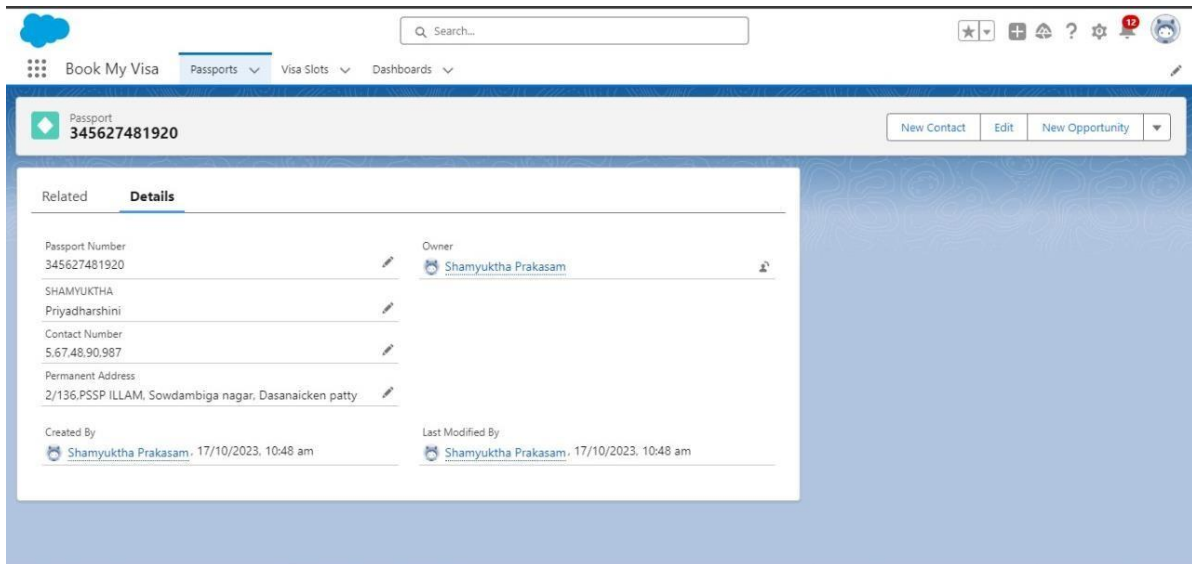 Search...
12
Book My Visa Passports Visa Slots Dashboards
Passport
345627481920
New Contact Edit New Opportunity
Related Details
Passport Number
345627481920
Owner
Shamyuktha Prakasam
SHAMYUKTHA
Priyadharshini
Contact Number
5,67,48,90,987
Permanent Address
2/136,PSSP ILLAM, Sowdambiga nagar, Dasanaicken patty
Created By
Shamyuktha Prakasam, 17/10/2023, 10:48 am
Last Modified By
Shamyuktha Prakasam, 17/10/2023, 10:48 am